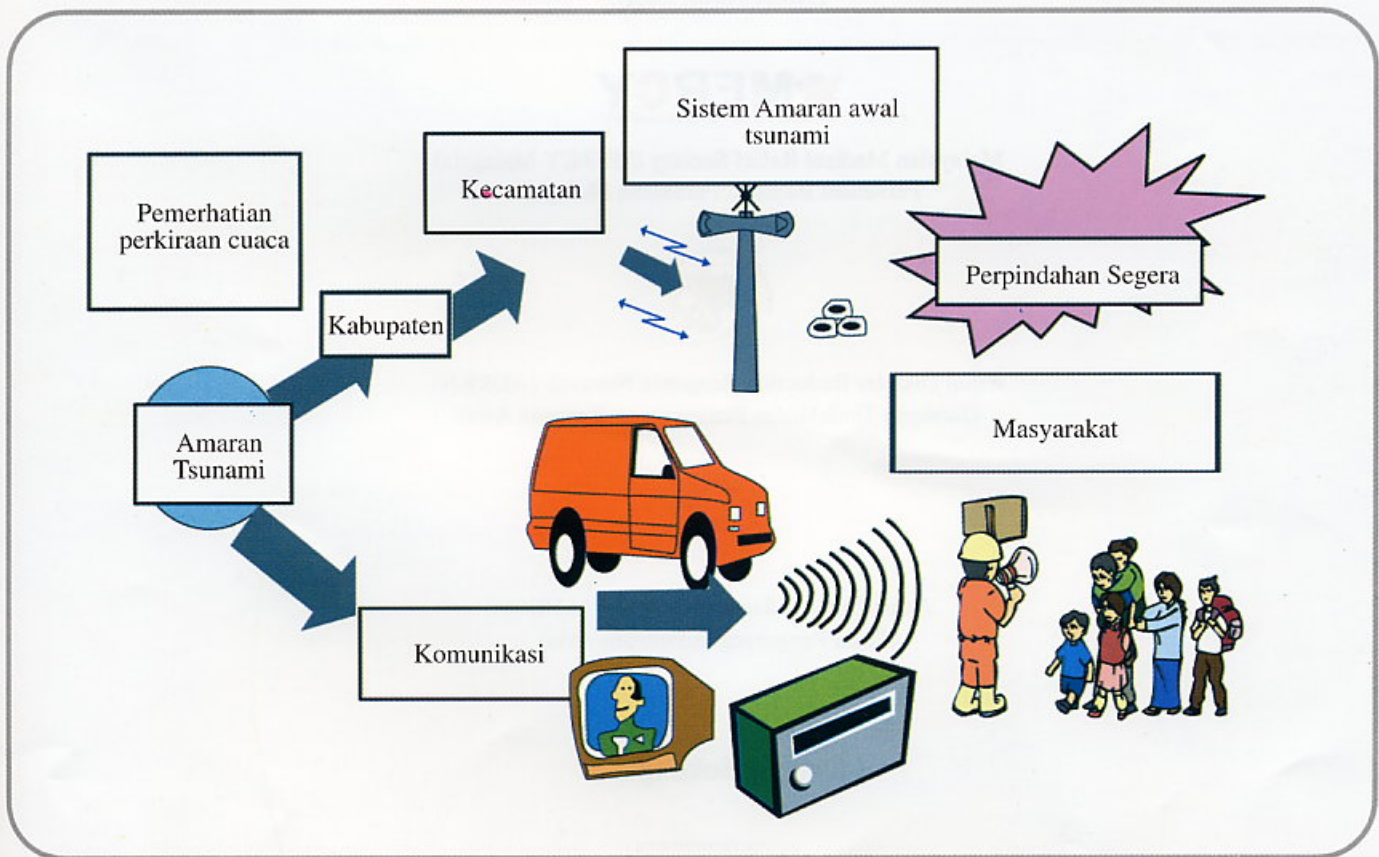 Sistem Amaran awal
tsunami
Kecamatan
Pemerhatian
perkiraan cuaca
Perpindahan Segera
Kabupaten
Amaran
Tsunami
Masyarakat
Komunikasi